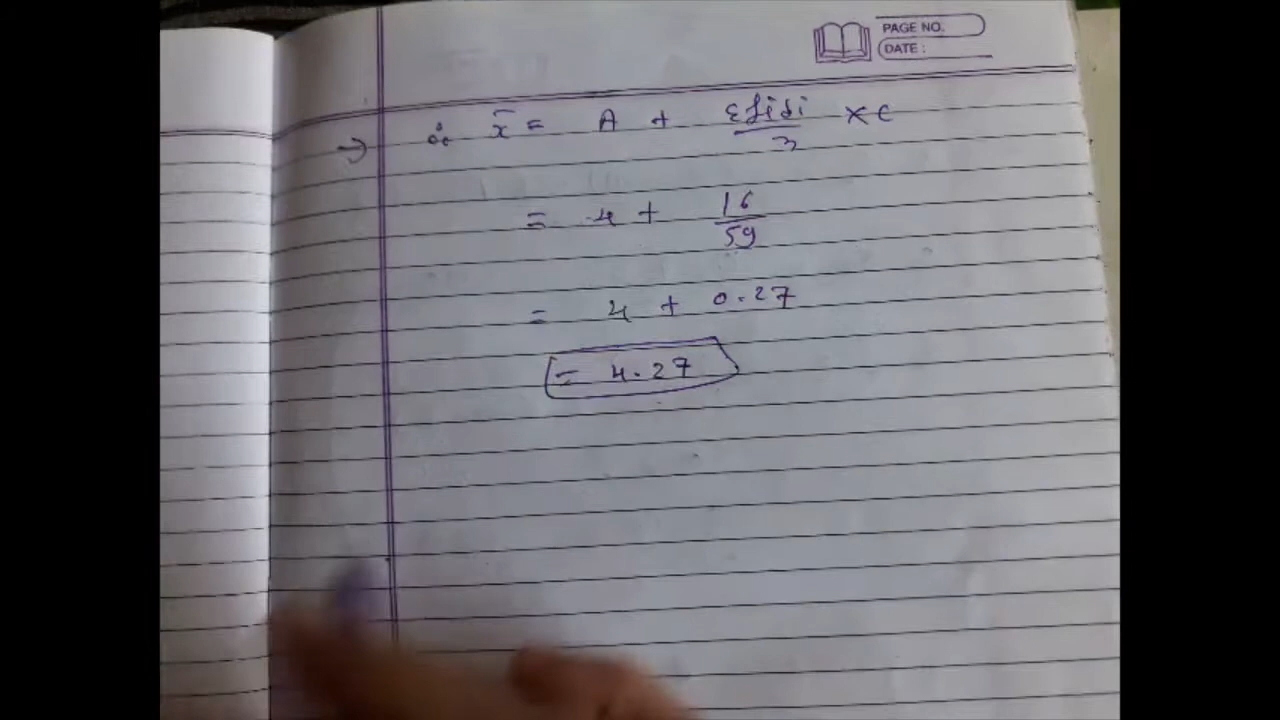 PAGE NO.
DATE :
→ ∴ x̄ = A + Σfidi/n × c
= 4 + 16/59
= 4 + 0.27
= 4.27